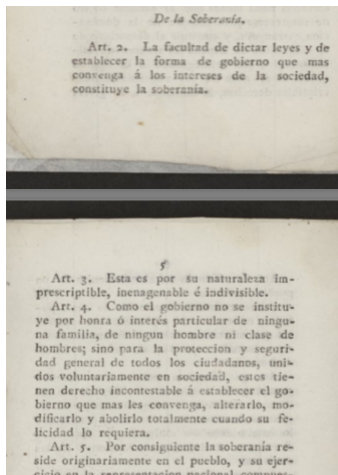 De la Soberanía.
Art. 2. La facultad de dictar leyes y de
establecer la forma de gobierno que mas
convenga á los intereses de la sociedad,
constituye la soberanía.
5
Art. 3. Esta es por su naturaleza im-
prescriptible, inenagenable é indivisible.
Art. 4. Como el gobierno no se institu-
ye por honra ó interés particular de ningu-
na familia, de ningun hombre ni clase de
hombres; sino para la proteccion y seguri-
dad general de todos los ciudadanos, uni-
dos voluntariamente en sociedad, estos tie-
nen derecho incontestable á establecer el go-
bierno que mas les convenga, alterarlo, mo-
dificarlo y abolirlo totalmente cuando su fe-
licidad lo requiera.
Art. 5. Por consiguiente la soberanía re-
side originariamente en el pueblo, y su ejer-
cicio en la representacion nacional compues-